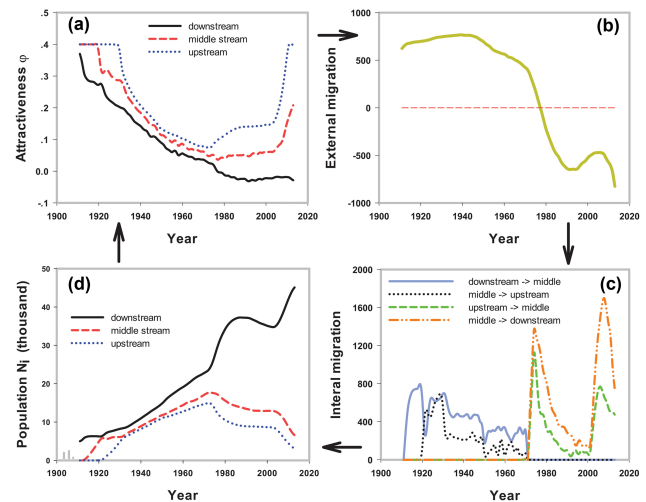 (a)
downstream
middle stream
upstream
.4
.4
.3
.2
.1
0.0
-.1
Attractiveness φ
1900 1920 1940 1960 1980 2000 2020
Year
(b)
1000
500
0
-500
-1000
External migration
1900 1920 1940 1960 1980 2000 2020
Year
(d)
downstream
middle stream
upstream
50
40
30
20
10
0
Population Ni (thousand)
1900 1920 1940 1960 1980 2000 2020
Year
(c)
downstream -> middle
middle -> upstream
upstream -> middle
middle -> downstream
2000
1600
1200
800
400
0
Interal migration
1900 1920 1940 1960 1980 2000 2020
Year